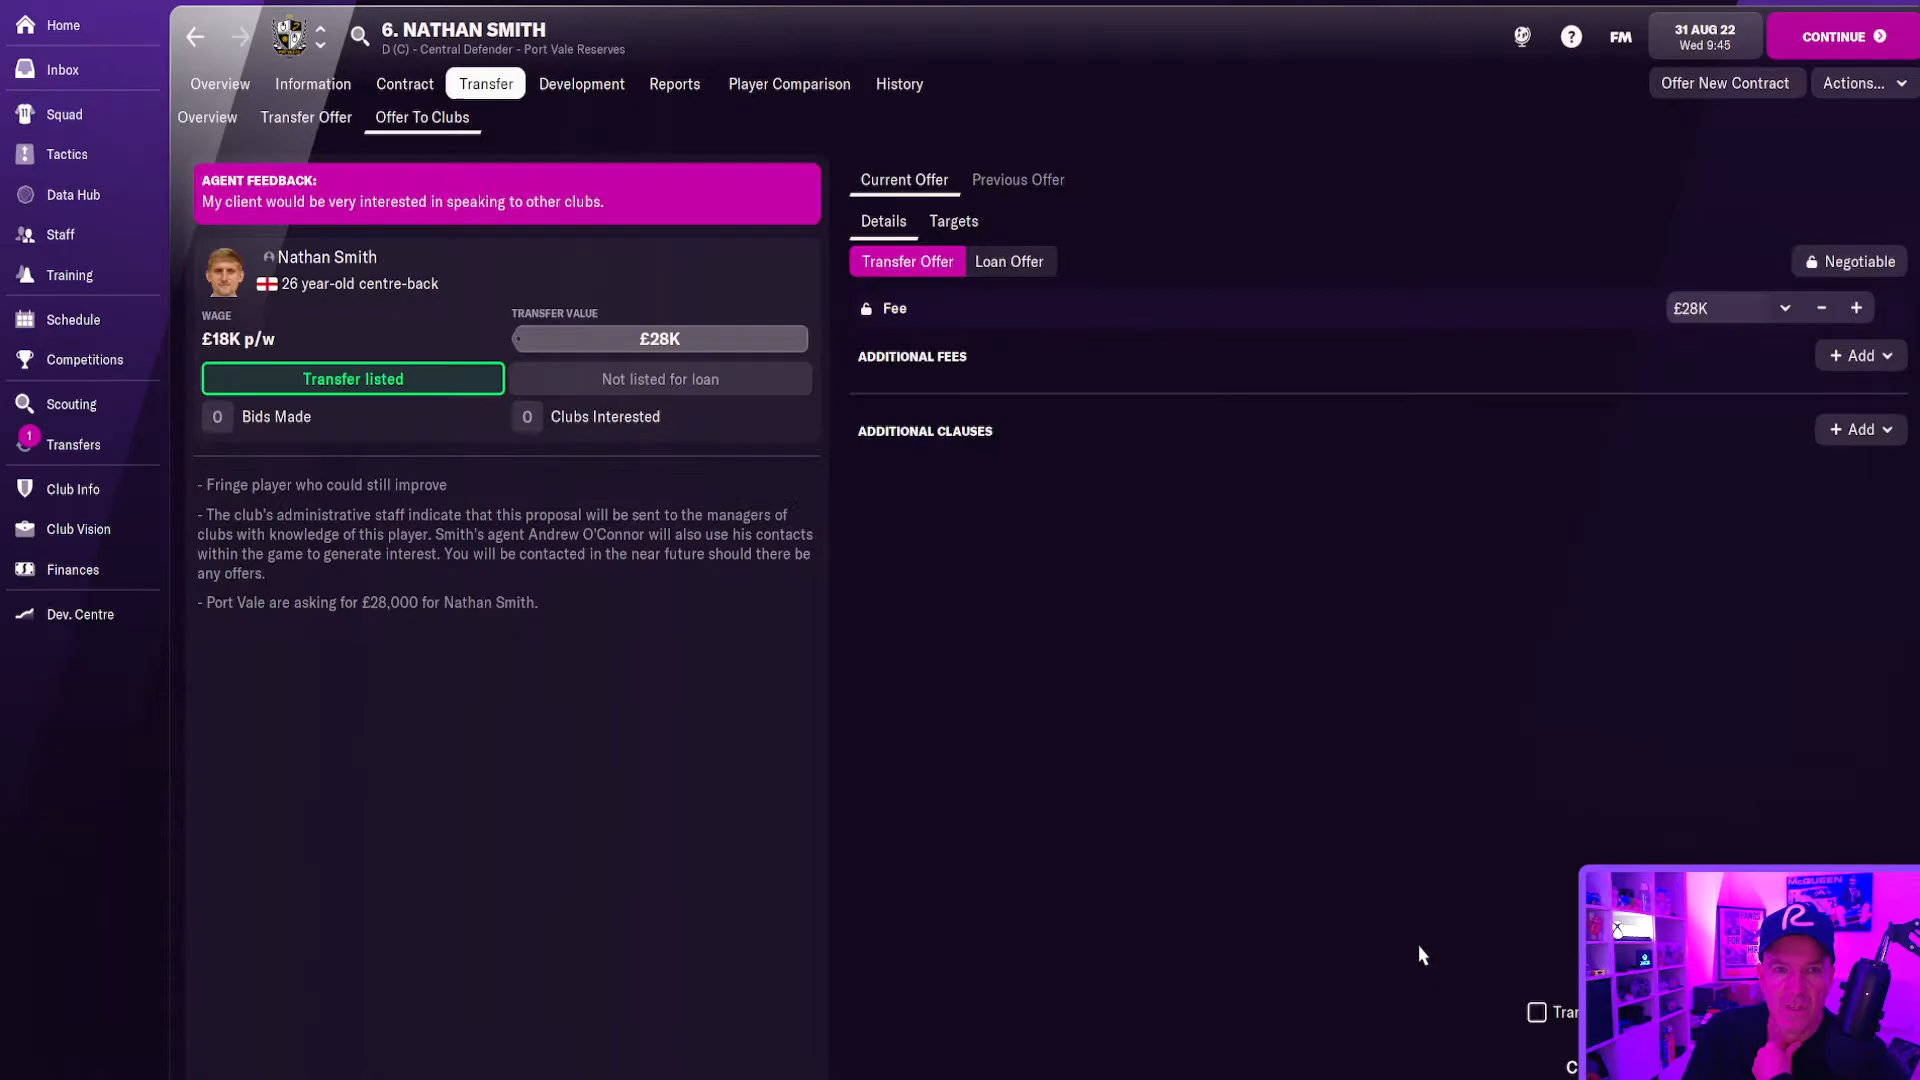 Home
Inbox
Squad
Tactics
Data Hub
Staff
Training
Schedule
Competitions
Scouting
1
Transfers
Club Info
Club Vision
Finances
Dev. Centre
6. NATHAN SMITH
D (C) - Central Defender - Port Vale Reserves
FM
31 AUG 22
Wed 9:45
CONTINUE
Overview
Information
Contract
Transfer
Development
Reports
Player Comparison
History
Offer New Contract
Actions...
Overview
Transfer Offer
Offer To Clubs
AGENT FEEDBACK:
My client would be very interested in speaking to other clubs.
Nathan Smith
26 year-old centre-back
WAGE
£18K p/w
TRANSFER VALUE
£28K
Transfer listed
Not listed for loan
0 Bids Made
0 Clubs Interested
- Fringe player who could still improve
- The club's administrative staff indicate that this proposal will be sent to the managers of
clubs with knowledge of this player. Smith's agent Andrew O'Connor will also use his contacts
within the game to generate interest. You will be contacted in the near future should there be
any offers.
- Port Vale are asking for £28,000 for Nathan Smith.
Current Offer
Previous Offer
Details
Targets
Transfer Offer
Loan Offer
Negotiable
Fee
£28K
ADDITIONAL FEES
+ Add
ADDITIONAL CLAUSES
+ Add
Tran
C
McQUEEN
FANGS
FOR
R